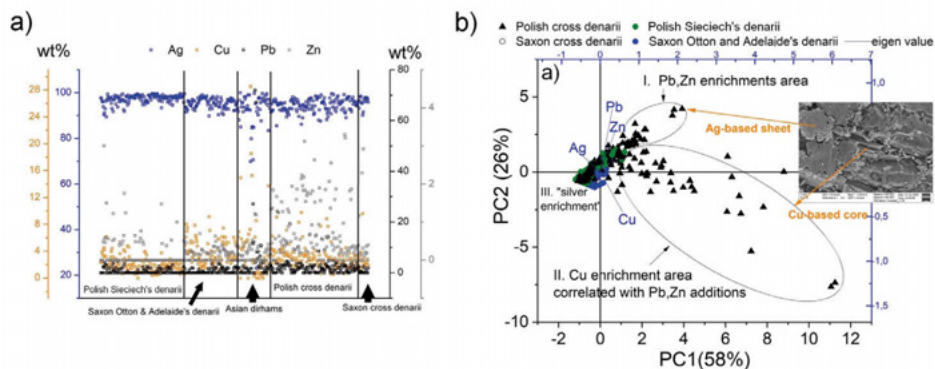 a)
wt%
Ag
Cu
Pb
Zn
wt%
28
24
20
16
12
8
4
0
100
80
60
40
20
80
60
40
20
0
4
2
0
Polish Sieciech's denarii
Polish cross denarii
Saxon Otton & Adelaide's denarii
Asian dirhams
Saxon cross denarii
b)
Polish cross denarii
Polish Sieciech's denarii
Saxon cross denarii
Saxon Otton and Adelaide's denarii
eigen value
0
1
2
3
4
5
6
7
a)
I. Pb,Zn enrichments area
1,0
5
Pb
Zn
Ag
Ag-based sheet
PC2 (26%)
0
III. "silver
enrichment"
Cu
Cu-based core
0,5
-5
II. Cu enrichment area
correlated with Pb,Zn additions
1,0
1,5
-10
-2
0
2
4
6
8
10
12
PC1(58%)